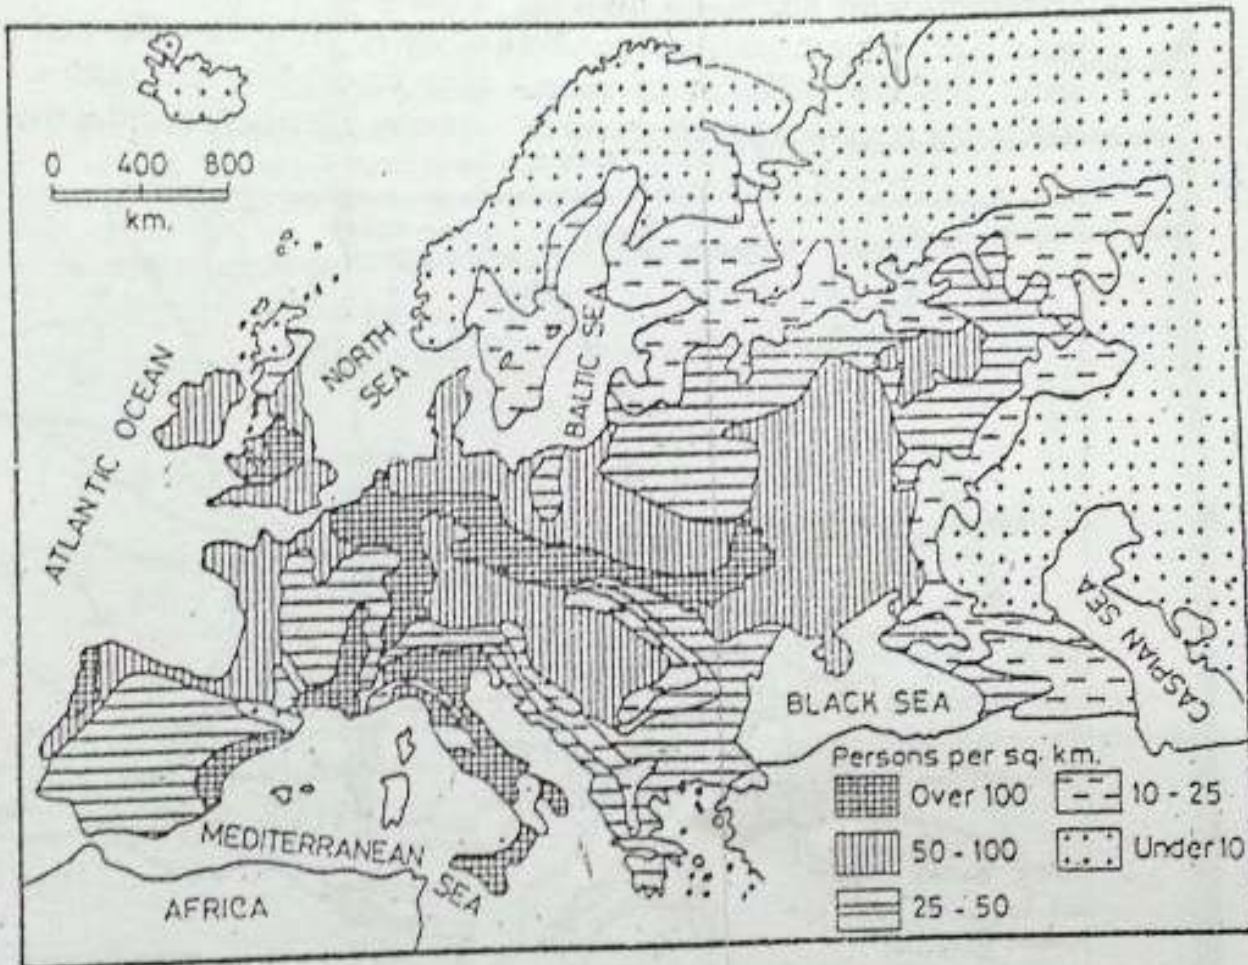 0 400 800
km.
ATLANTIC OCEAN
NORTH
SEA
BALTIC SEA
BLACK SEA
CASPIAN SEA
MEDITERRANEAN
SEA
AFRICA
Persons per sq. km.
Over 100
10 - 25
50 - 100
Under 10
25 - 50